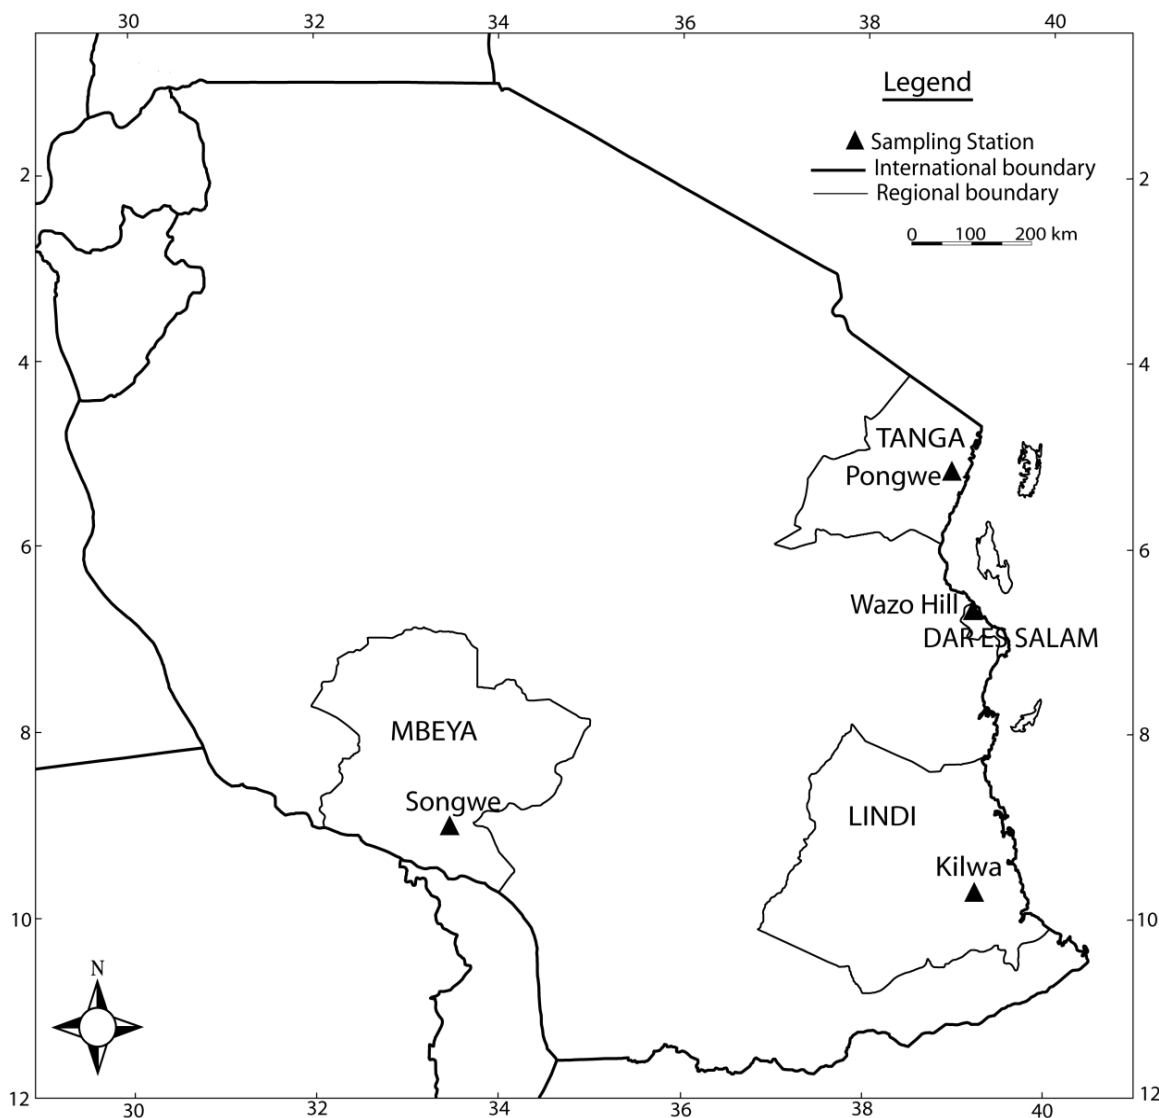 30 32 34 36 38 40
Legend
Sampling Station
International boundary
Regional boundary
0 100 200 km
2 2
4 4
TANGA
Pongwe
6 6
Wazo Hill
DAR ES SALAM
MBEYA
8 8
Songwe
LINDI
Kilwa
10 10
N
12 12
30 32 34 36 38 40